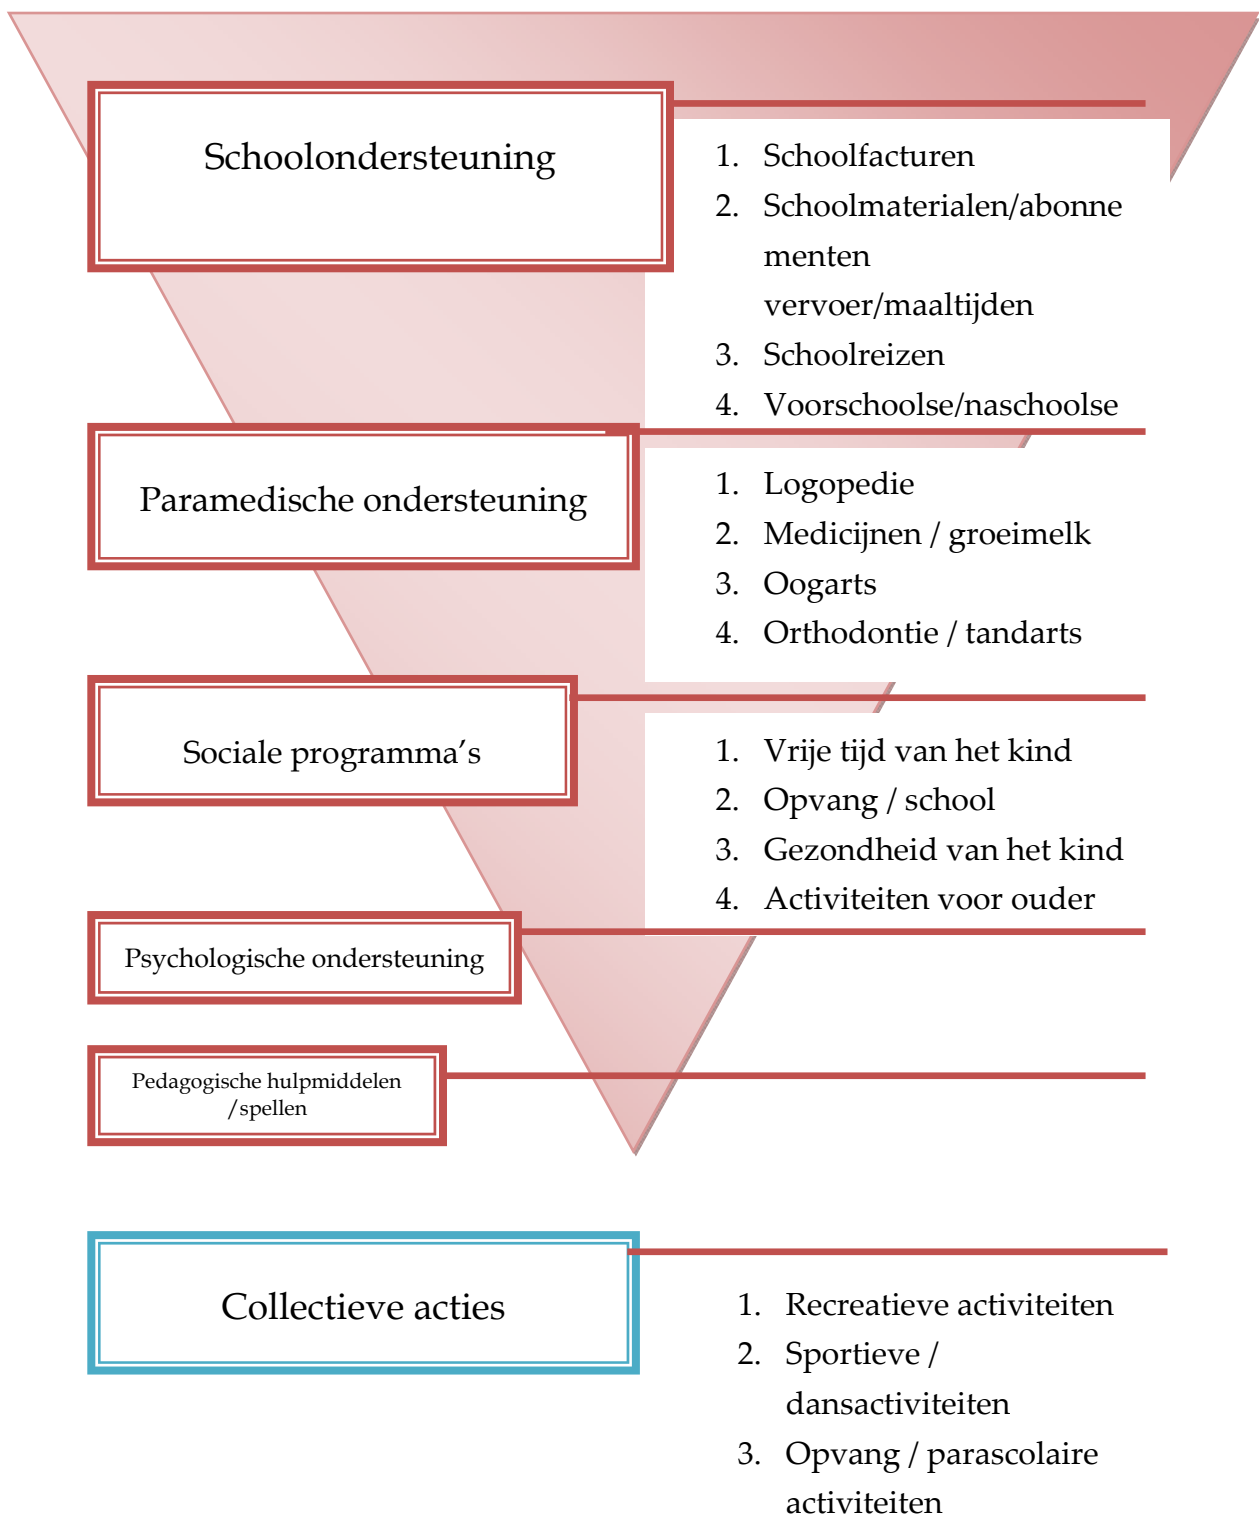 Schoolondersteuning
1. Schoolfacturen
2. Schoolmaterialen/abonne
menten
vervoer/maaltijden
3. Schoolreizen
4. Voorschoolse/naschoolse
Paramedische ondersteuning
1. Logopedie
2. Medicijnen / groeimelk
3. Oogarts
4. Orthodontie / tandarts
Sociale programma’s
1. Vrije tijd van het kind
2. Opvang / school
3. Gezondheid van het kind
4. Activiteiten voor ouder
Psychologische ondersteuning
Pedagogische hulpmiddelen
/spellen
Collectieve acties
1. Recreatieve activiteiten
2. Sportieve /
dansactiviteiten
3. Opvang / parascolaire
activiteiten